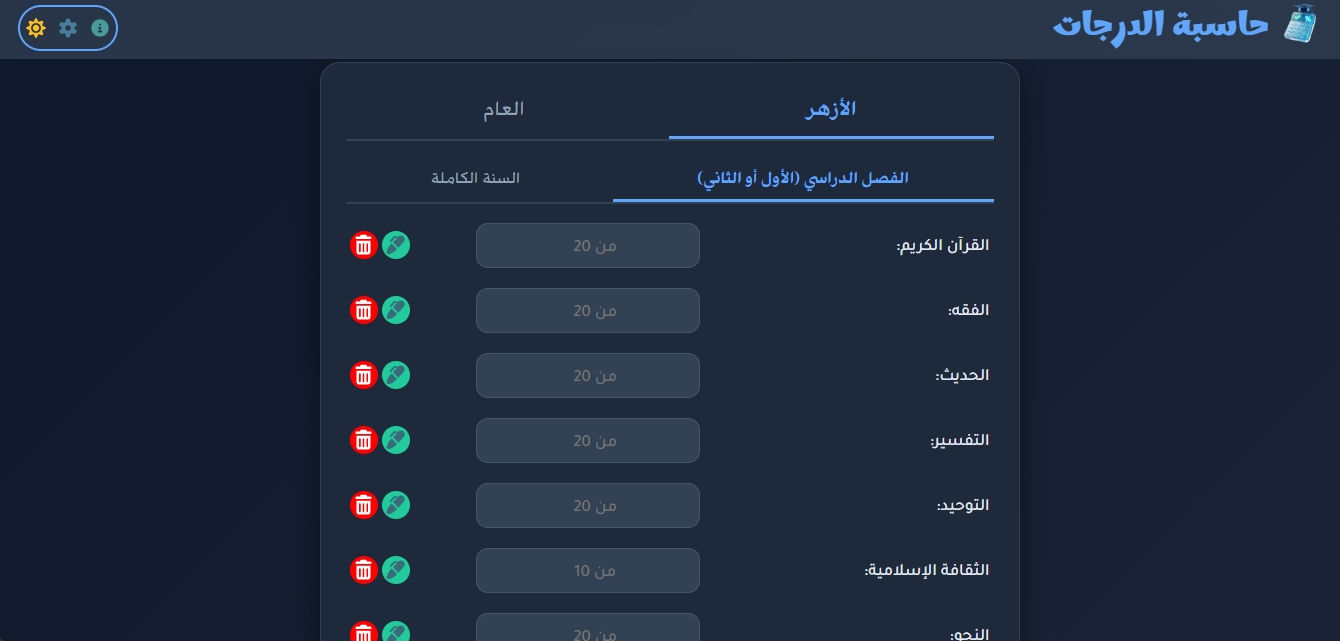 حاسبة الدرجات
الأزهر
العام
الفصل الدراسي (الأول أو الثاني)
السنة الكاملة
القرآن الكريم:
من 20
الفقه:
من 20
الحديث:
من 20
التفسير:
من 20
التوحيد:
من 20
الثقافة الإسلامية:
من 10
النحو:
من 20